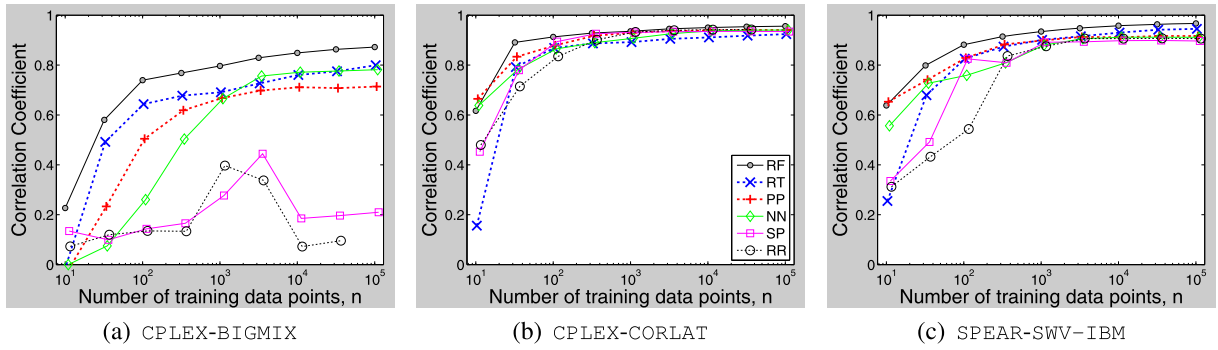 1
0.8
0.6
0.4
0.2
0
Correlation Coefficient
10^1
10^2
10^3
10^4
10^5
Number of training data points, n
(a) CPLEX-BIGMIX
1
0.8
0.6
0.4
0.2
0
Correlation Coefficient
RF
RT
PP
NN
SP
RR
10^1
10^2
10^3
10^4
10^5
Number of training data points, n
(b) CPLEX-CORLAT
1
0.8
0.6
0.4
0.2
0
Correlation Coefficient
10^1
10^2
10^3
10^4
10^5
Number of training data points, n
(c) SPEAR-SWV-IBM